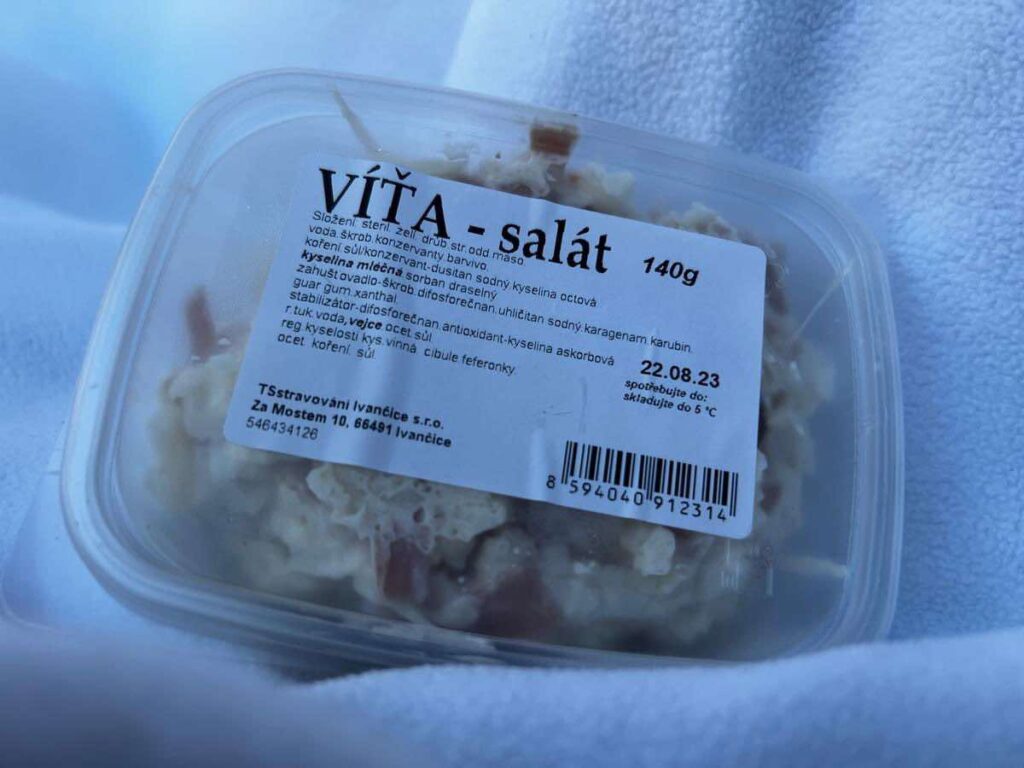 VÍŤA - salát 140g
Složení: steril. zelí. drůb.str.odd.maso.
voda.škrob.konzervanty.barvivo.
koření.sůl/konzervant-dusitan sodný.kyselina octová
kyselina mléčná.sorban draselný
zahušťovadlo-škrob.difosforečnan.uhličitan sodný.karagenam.karubin.
guar gum.xanthal.
stabilizátor-difosforečnan.antioxidant-kyselina askorbová
r.tuk.voda,vejce ocet.sůl
reg.kyselosti kys.vinná cibule feferonky.
ocet. koření. sůl.
22.08.23
spotřebujte do:
skladujte do 5 °C
TSstravování Ivančice s.r.o.
Za Mostem 10, 66491 Ivančice
546434126
8 594040 912314